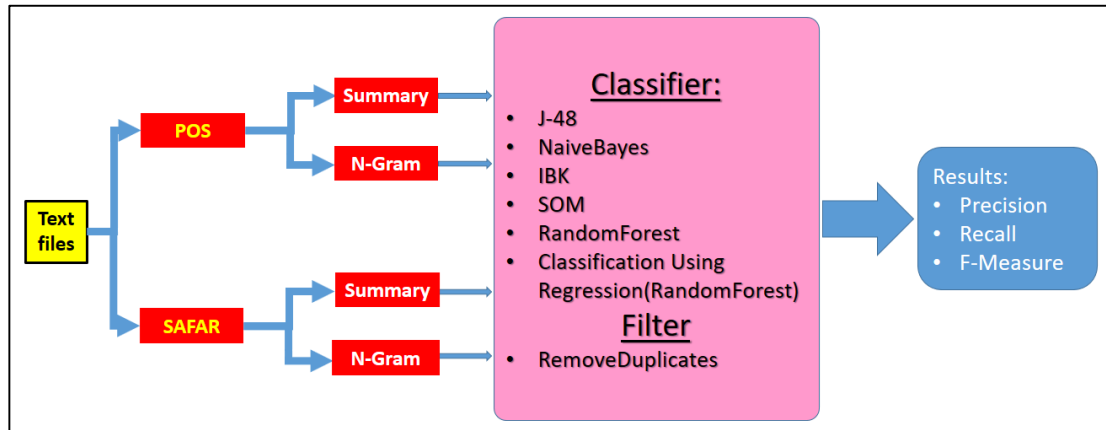 Text
files
POS
SAFAR
Summary
N-Gram
Summary
N-Gram
Classifier:
• J-48
• NaiveBayes
• IBK
• SOM
• RandomForest
• Classification Using
Regression(RandomForest)
Filter
• RemoveDuplicates
Results:
• Precision
• Recall
• F-Measure